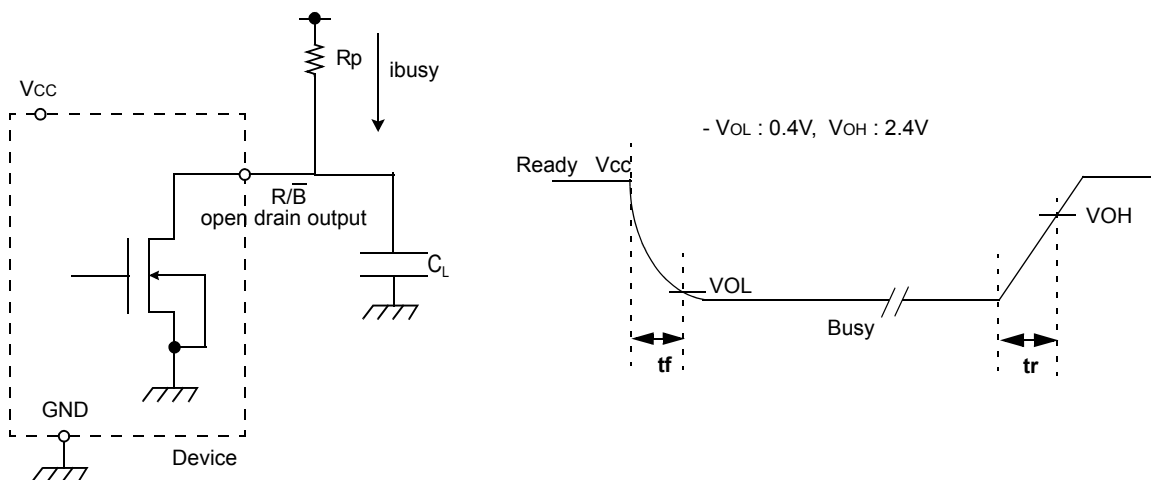 Rp
ibusy
VCC
- VOL : 0.4V, VOH : 2.4V
Ready Vcc
R/B̅
open drain output
VOH
CL
VOL
Busy
tf
tr
GND
Device